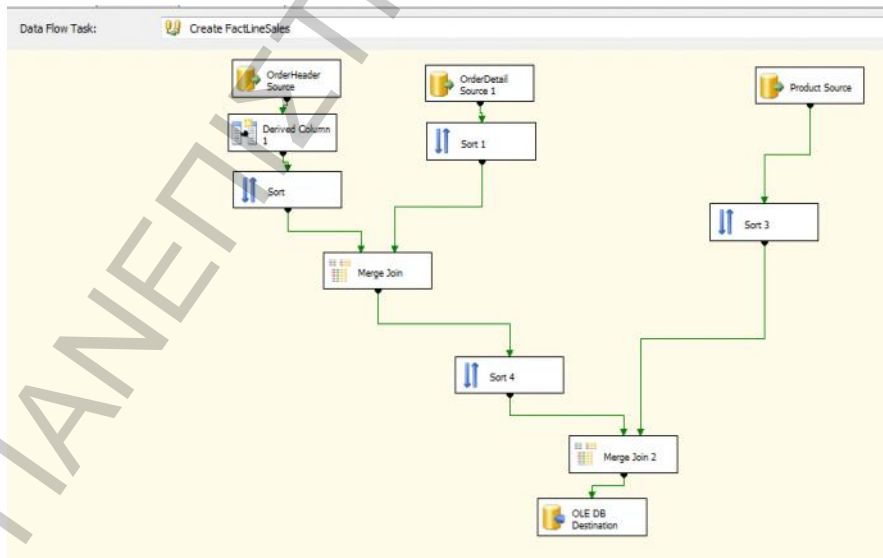 Data Flow Task:
Create FactLineSales
OrderHeader
Source
OrderDetail
Source 1
Product Source
Derived Column
1
Sort 1
Sort
Sort 3
Merge Join
Sort 4
Merge Join 2
OLE DB
Destination
ΠΑΝΕΠΙΣΤ